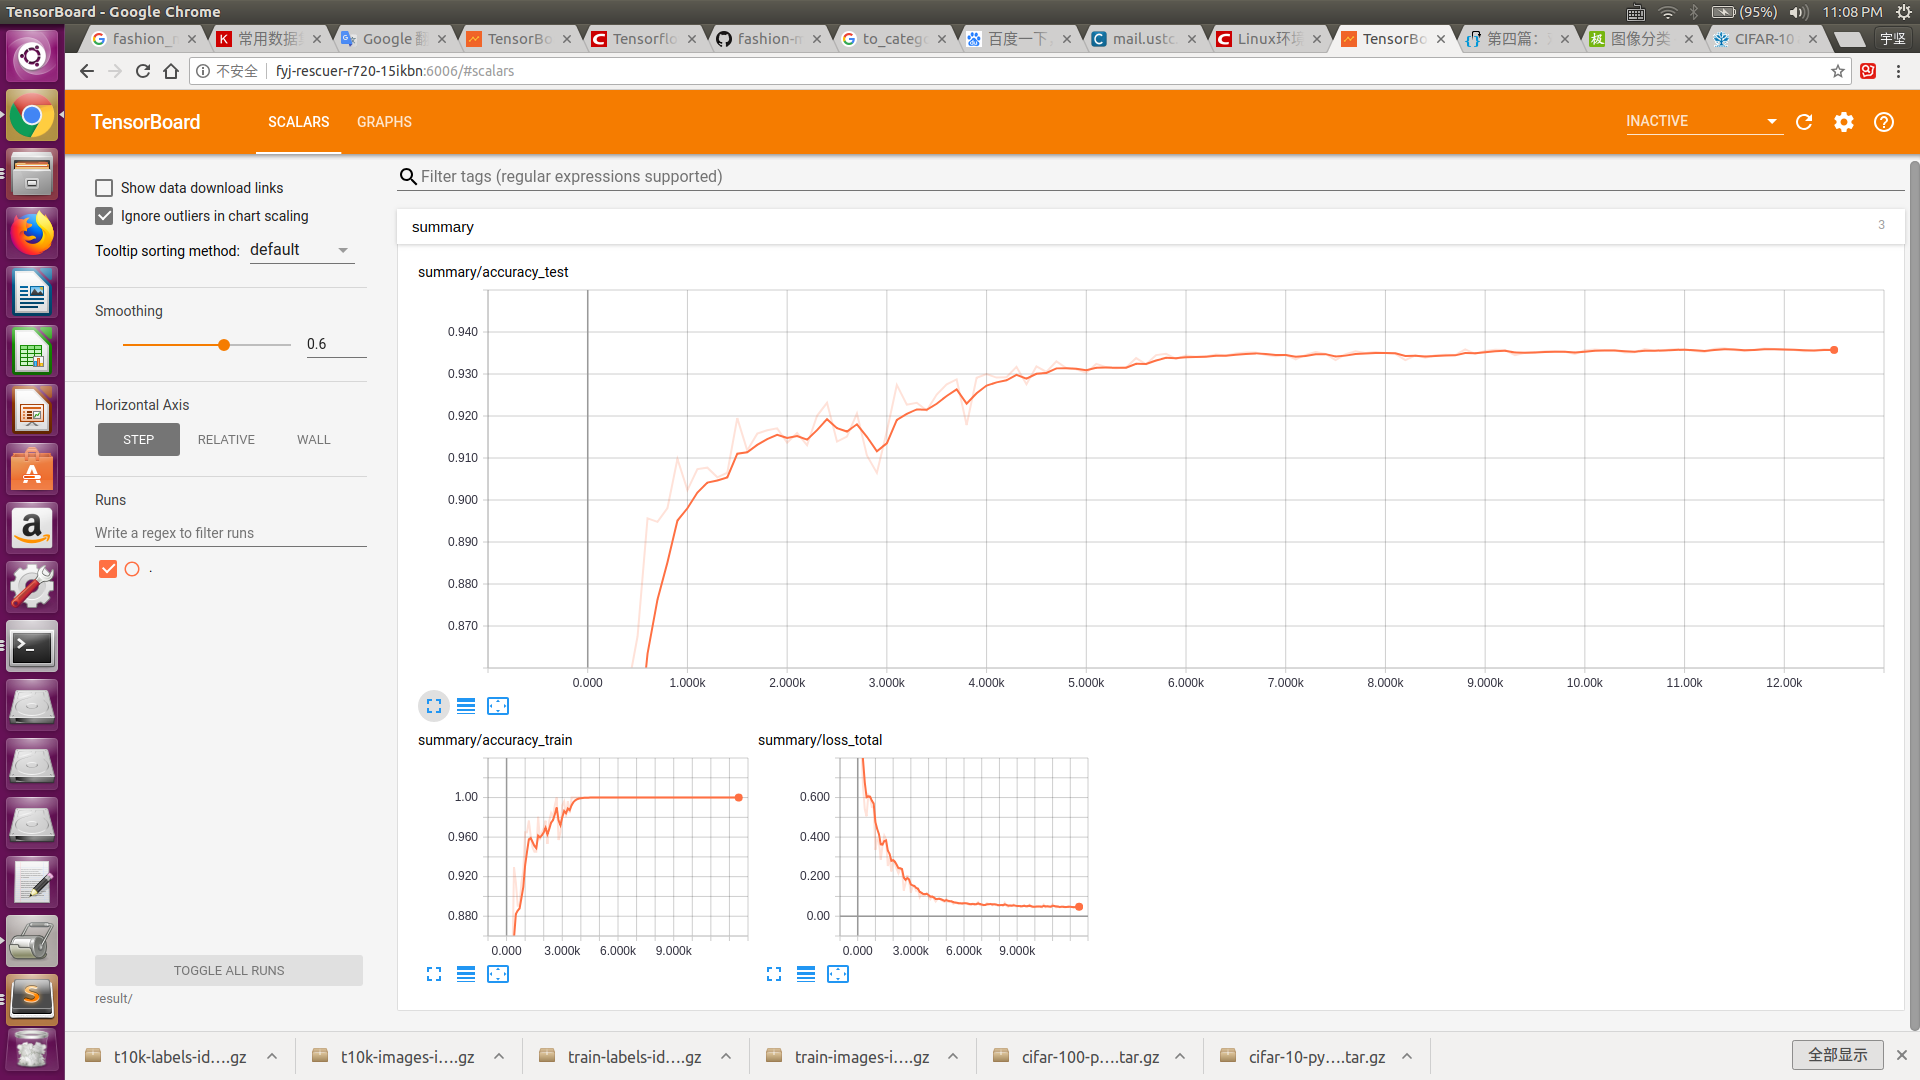 TensorBoard - Google Chrome
(95%)
11:08 PM
fashion_m
常用数据集
Google 翻
TensorBo
Tensorflo
fashion-m
to_catego
百度一下,
mail.ustc.
Linux环境
TensorBo
第四篇:
图像分类
CIFAR-10
宇坚
不安全
fyj-rescuer-r720-15ikbn:6006/#scalars
TensorBoard
SCALARS
GRAPHS
INACTIVE
Show data download links
Ignore outliers in chart scaling
Tooltip sorting method:
default
Smoothing
0.6
Horizontal Axis
STEP
RELATIVE
WALL
Runs
Write a regex to filter runs
.
TOGGLE ALL RUNS
result/
Filter tags (regular expressions supported)
summary
3
summary/accuracy_test
0.940
0.930
0.920
0.910
0.900
0.890
0.880
0.870
0.000 1.000k 2.000k 3.000k 4.000k 5.000k 6.000k 7.000k 8.000k 9.000k 10.00k 11.00k 12.00k
summary/accuracy_train
1.00
0.960
0.920
0.880
0.000 3.000k 6.000k 9.000k
summary/loss_total
0.600
0.400
0.200
0.00
0.000 3.000k 6.000k 9.000k
t10k-labels-id....gz
t10k-images-i....gz
train-labels-id....gz
train-images-i....gz
cifar-100-p....tar.gz
cifar-10-py....tar.gz
全部显示